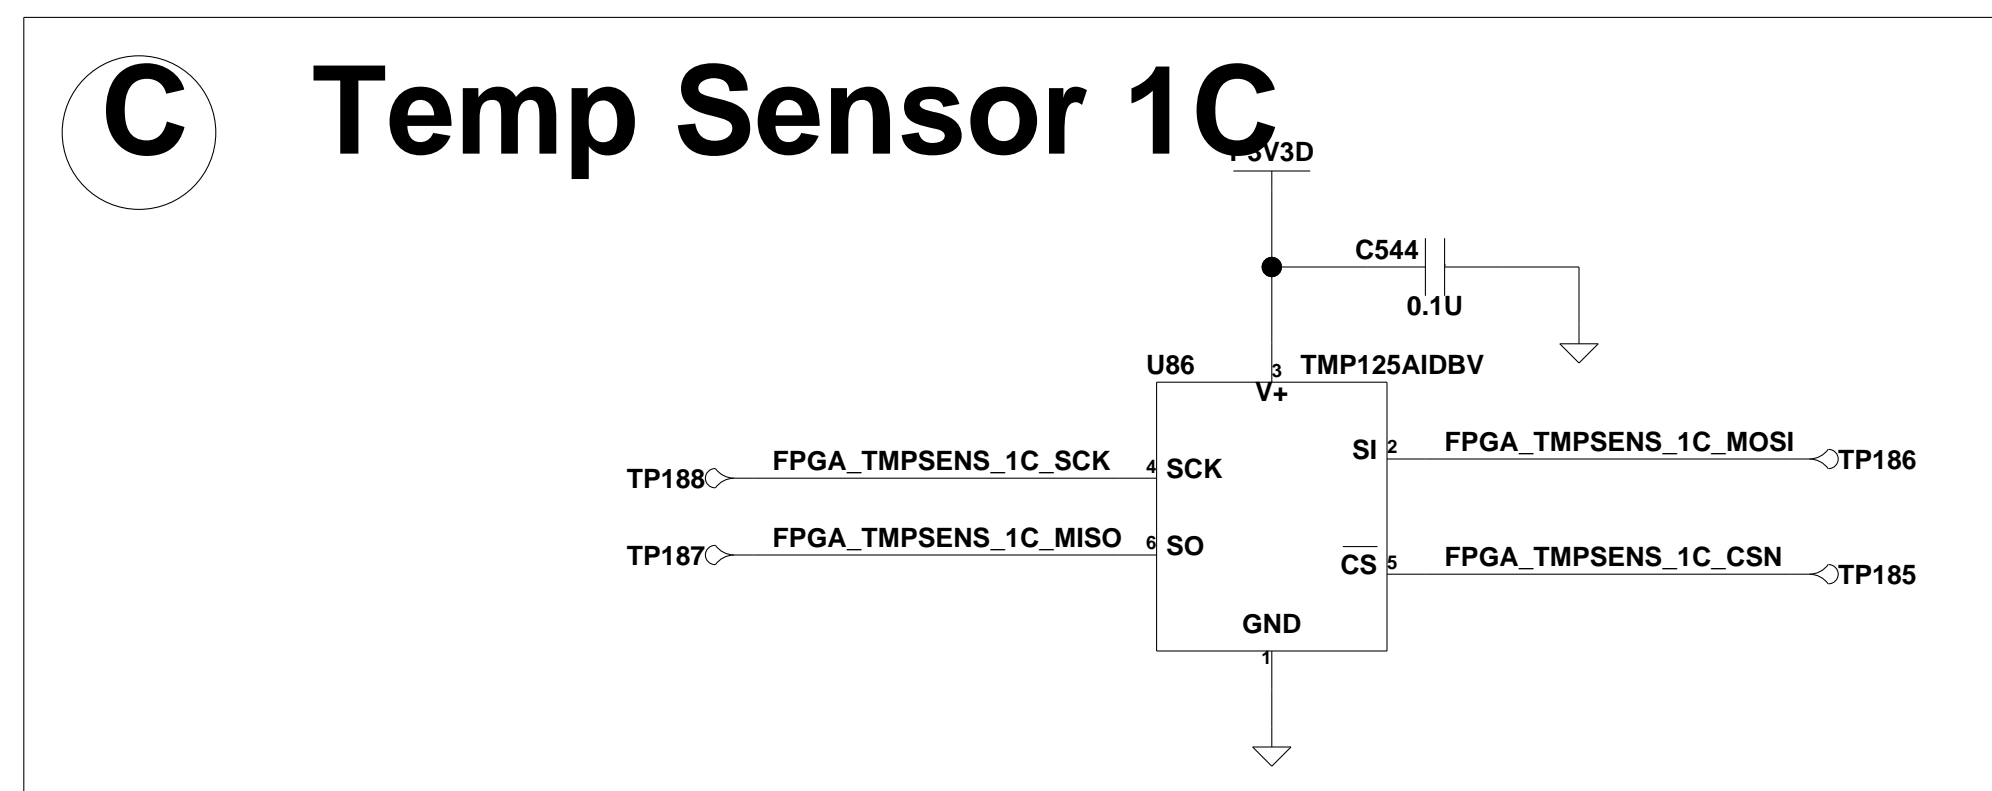 C Temp Sensor 1C
P3V3D
C544
0.1U
U86 3 TMP125AIDBV
V+
SI 2 FPGA_TMPSENS_1C_MOSI TP186
TP188 FPGA_TMPSENS_1C_SCK 4 SCK
TP187 FPGA_TMPSENS_1C_MISO 6 SO
CS 5 FPGA_TMPSENS_1C_CSN TP185
GND
1